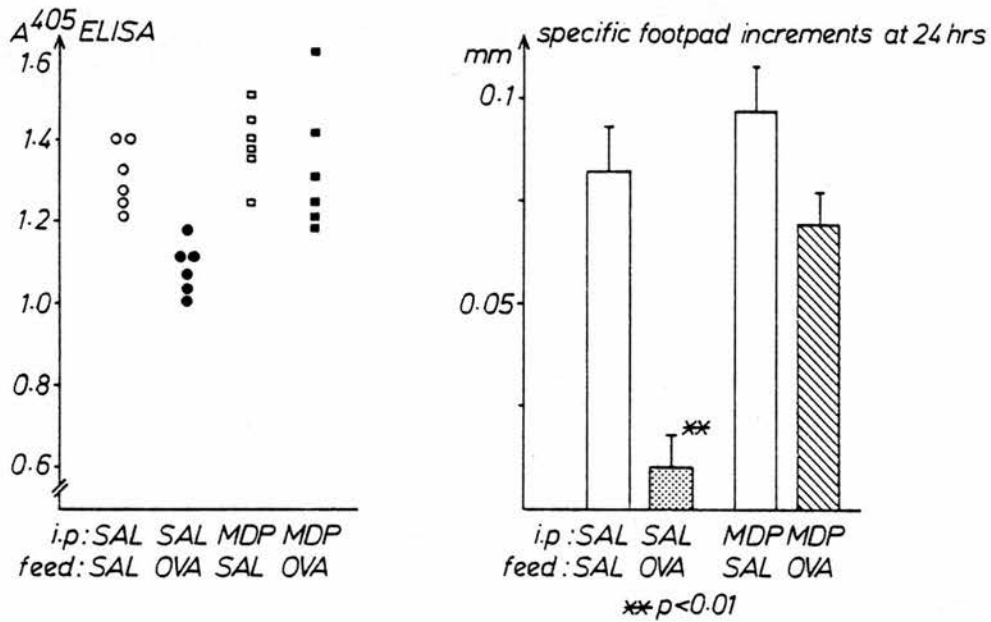 A405 ELISA
1.6
1.4
1.2
1.0
0.8
0.6
i.p: SAL SAL MDP MDP
feed: SAL OVA SAL OVA
specific footpad increments at 24 hrs
mm
0.1
0.05
**
i.p: SAL SAL MDP MDP
feed: SAL OVA SAL OVA
** p<0.01